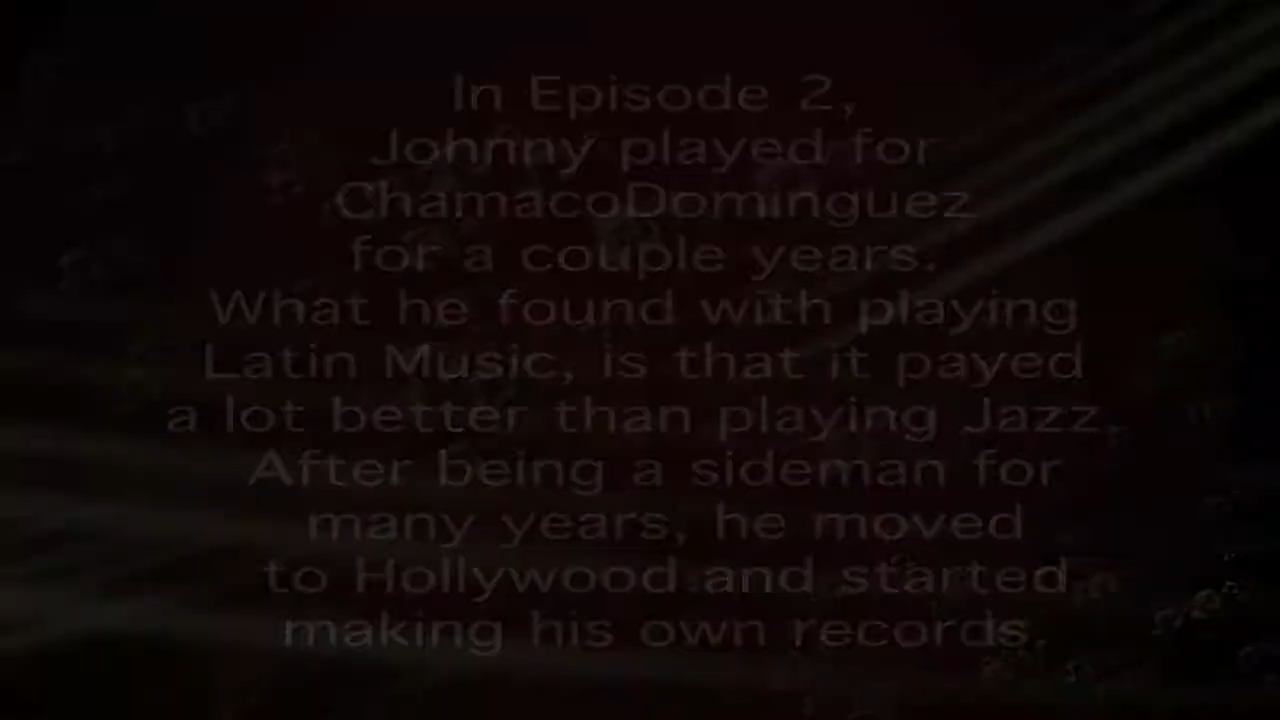 In Episode 2,
Johnny played for
ChamacoDominguez
for a couple years.
What he found with playing
Latin Music, is that it payed
a lot better than playing Jazz.
After being a sideman for
many years, he moved
to Hollywood and started
making his own records.